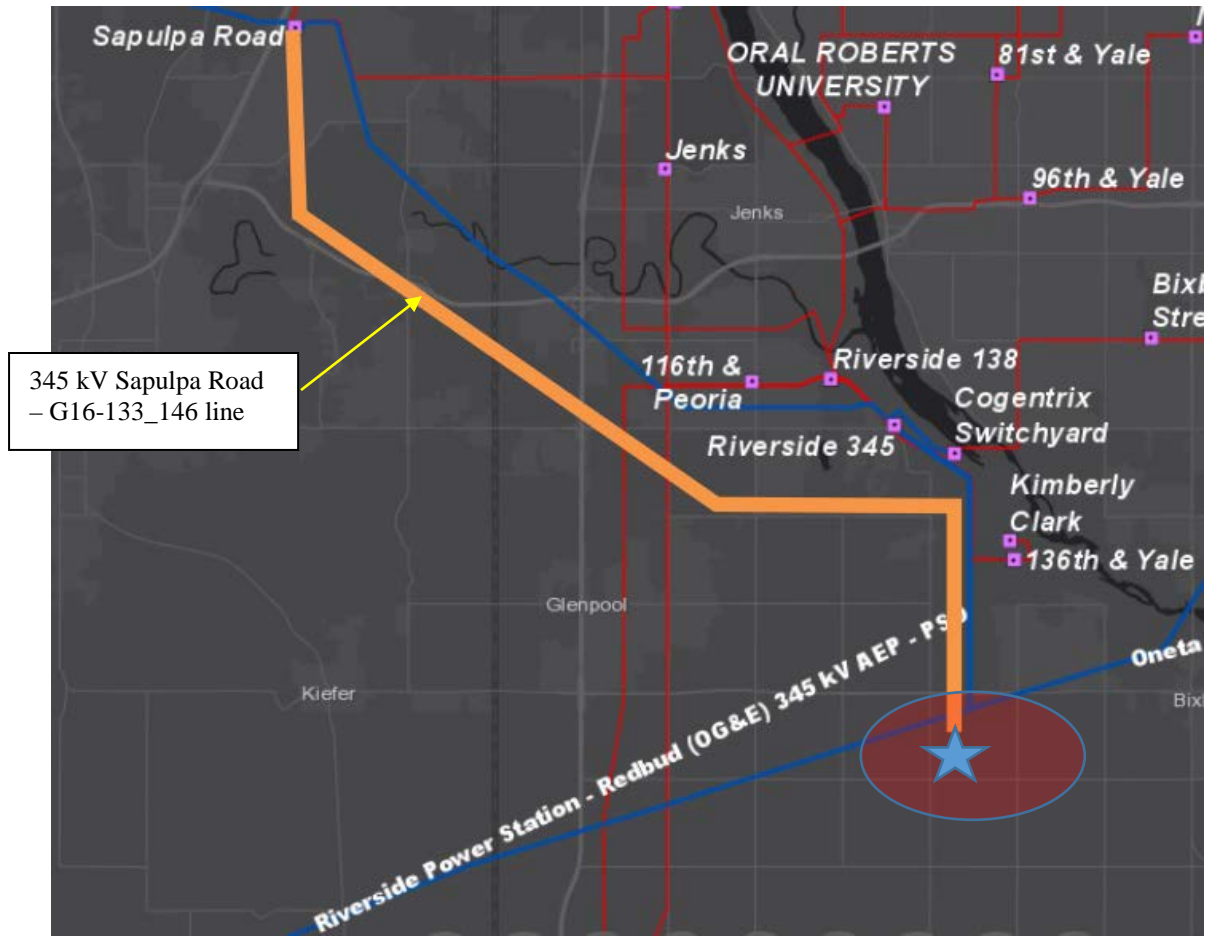 Sapulpa Road
ORAL ROBERTS
UNIVERSITY
81st & Yale
Jenks
96th & Yale
Jenks
Bixb
Stre
345 kV Sapulpa Road
– G16-133_146 line
116th &
Peoria
Riverside 138
Cogentrix
Switchyard
Riverside 345
Kimberly
Clark
136th & Yale
Glenpool
Oneta
Kiefer
Bixl
Riverside Power Station - Redbud (OG&E) 345 kV AEP - PSO